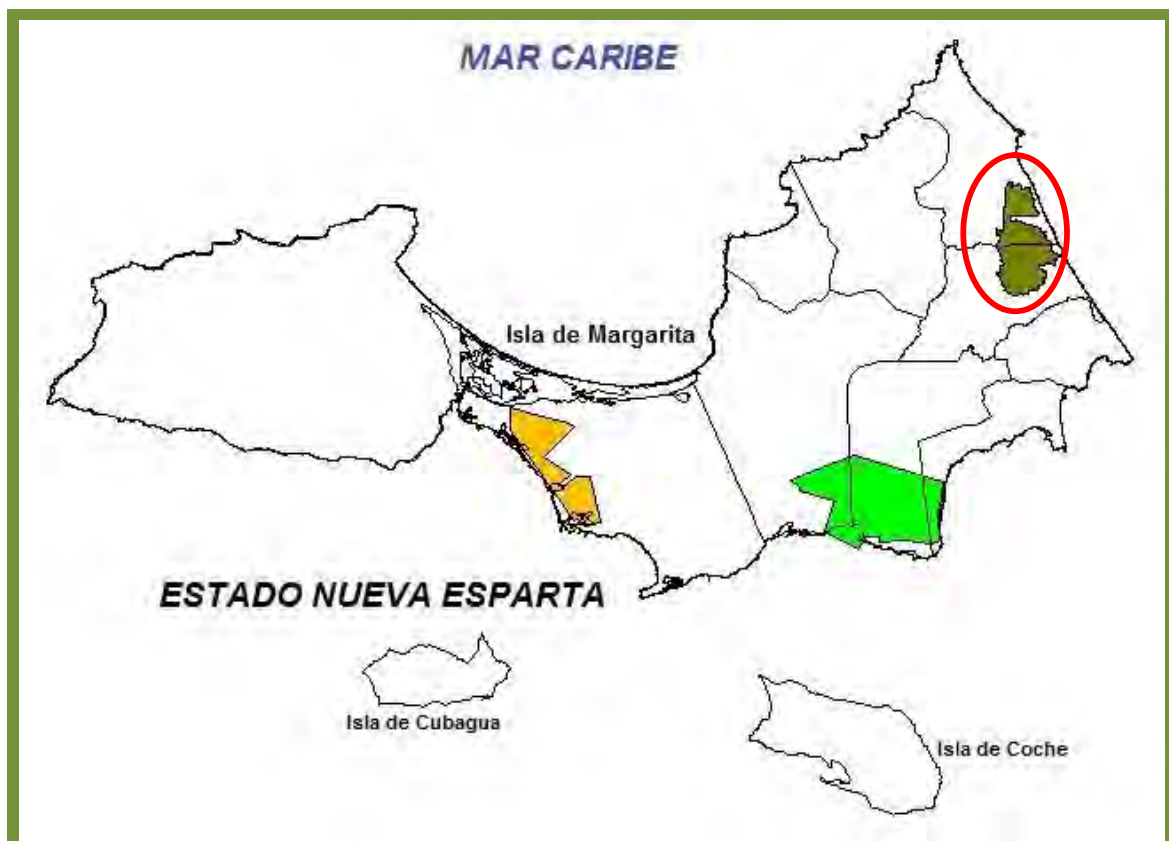 MAR CARIBE
Isla de Margarita
ESTADO NUEVA ESPARTA
Isla de Cubagua
Isla de Coche